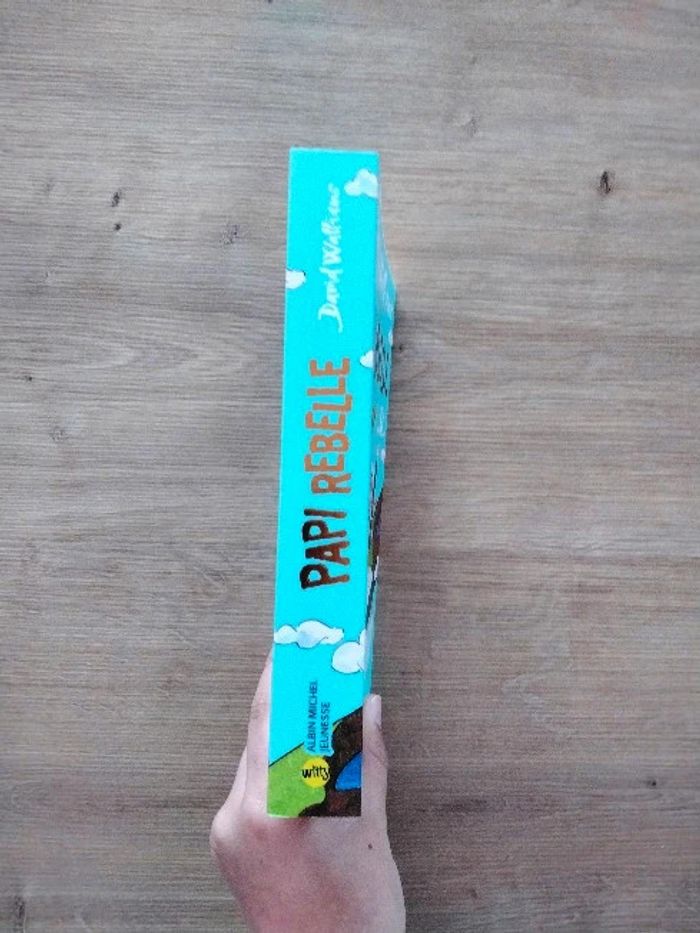 David Walliams
PAPI REBELLE
ALBIN MICHEL
JEUNESSE
witty